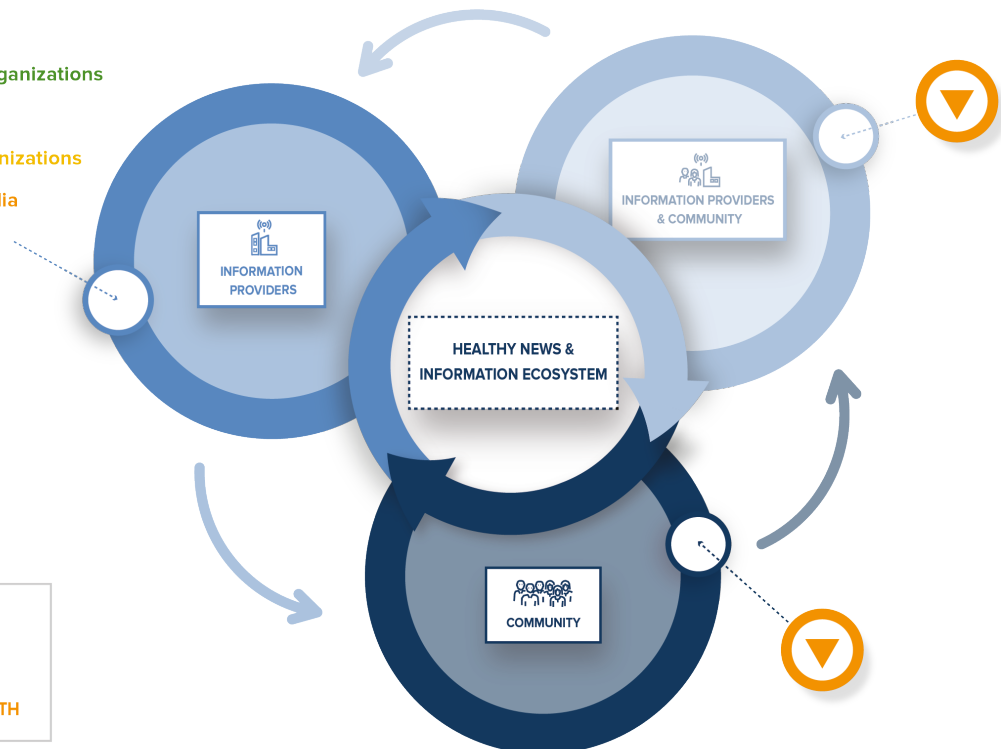 ganizations
nizations
lia
INFORMATION PROVIDERS
& COMMUNITY
INFORMATION
PROVIDERS
HEALTHY NEWS &
INFORMATION ECOSYSTEM
COMMUNITY
TH